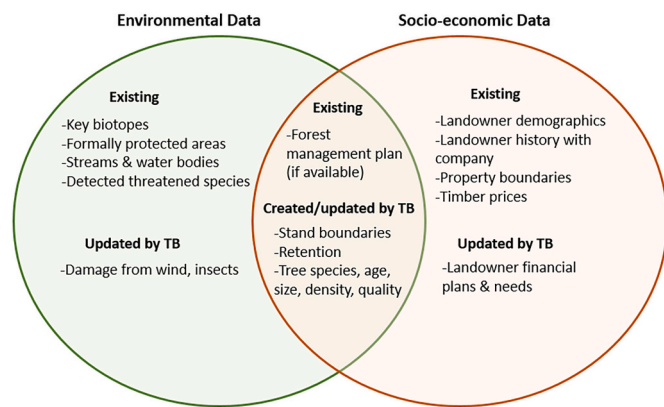 Environmental Data
Socio-economic Data
Existing
-Key biotopes
-Formally protected areas
-Streams & water bodies
-Detected threatened species
Updated by TB
-Damage from wind, insects
Existing
-Forest
management plan
(if available)
Created/updated by TB
-Stand boundaries
-Retention
-Tree species, age,
size, density, quality
Existing
-Landowner demographics
-Landowner history with
company
-Property boundaries
-Timber prices
Updated by TB
-Landowner financial
plans & needs